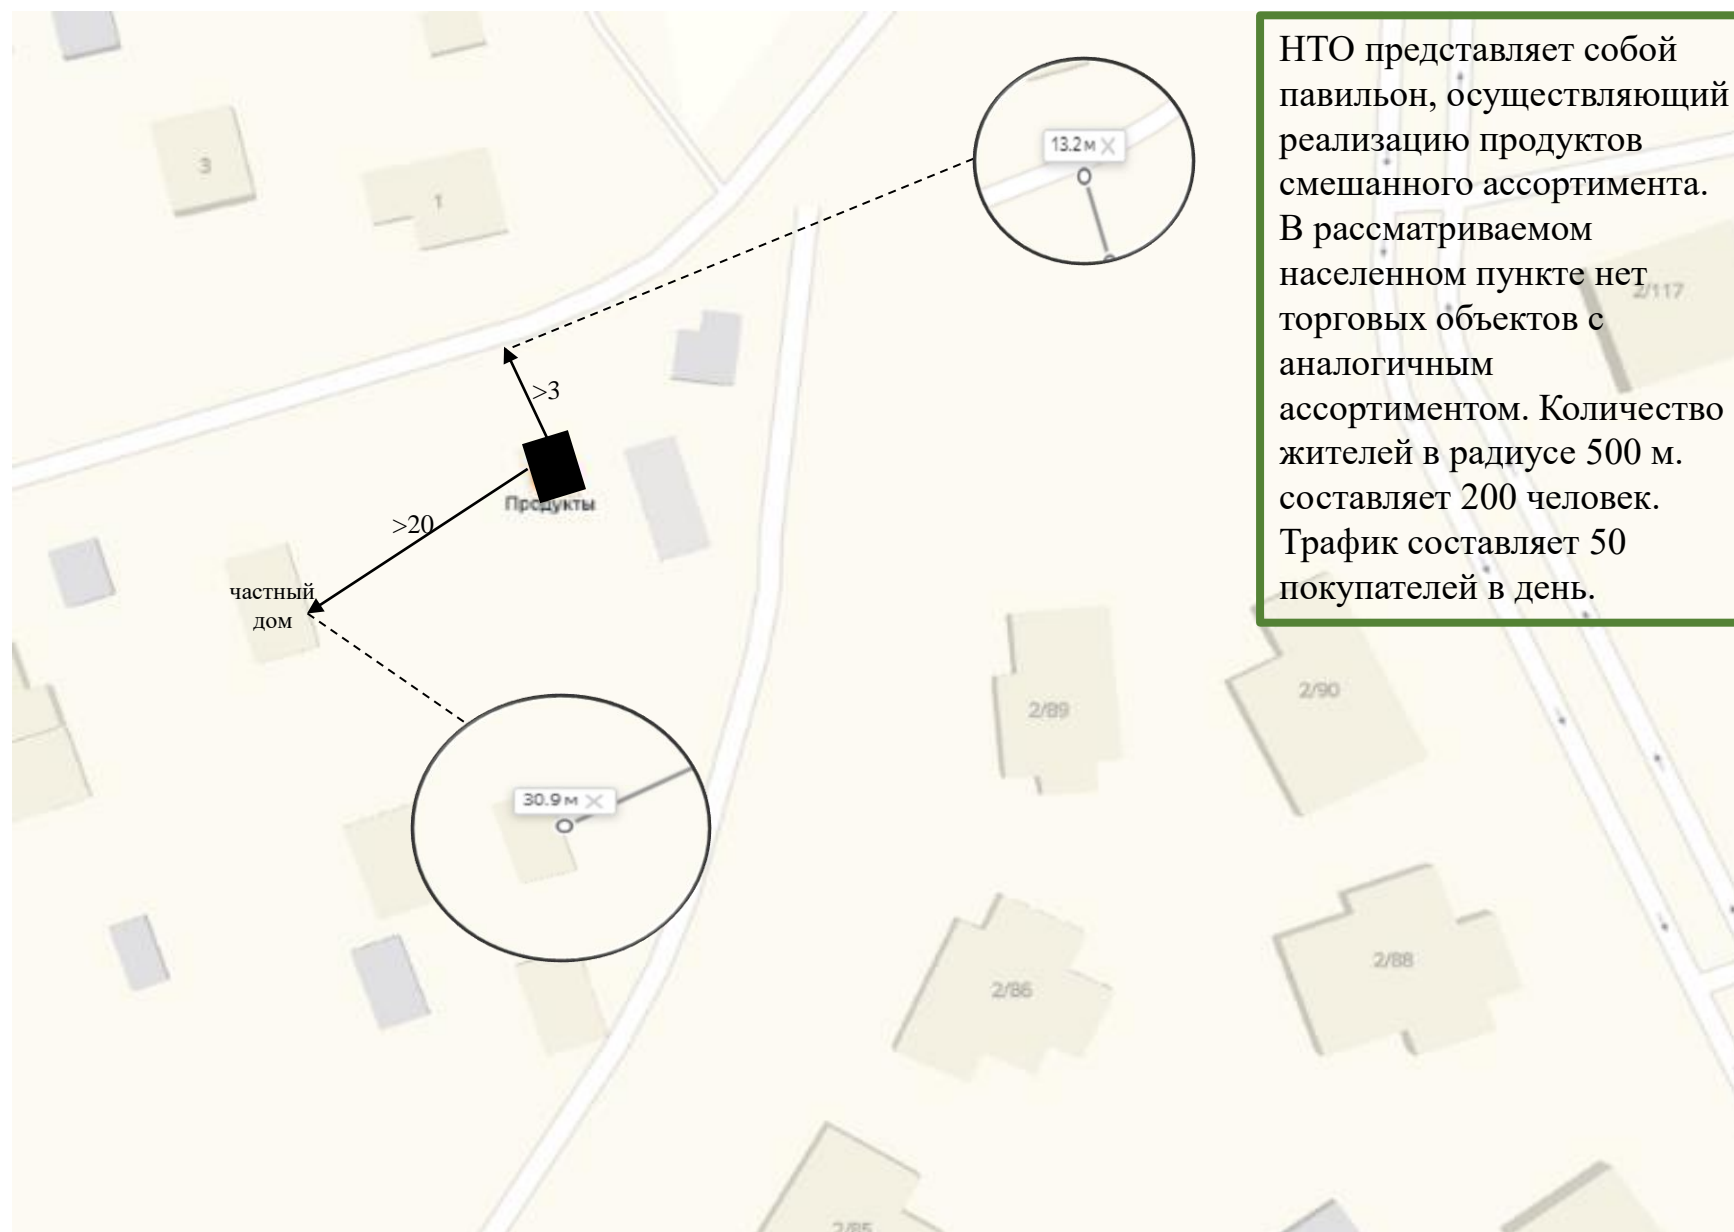 НТО представляет собой
павильон, осуществляющий
реализацию продуктов
смешанного ассортимента.
В рассматриваемом
населенном пункте нет
торговых объектов с
аналогичным
ассортиментом. Количество
жителей в радиусе 500 м.
составляет 200 человек.
Трафик составляет 50
покупателей в день.
13.2 м
3
1
2/117
>3
Продукты
>20
частный
дом
2/90
2/89
30.9 м
2/88
2/86
2/85